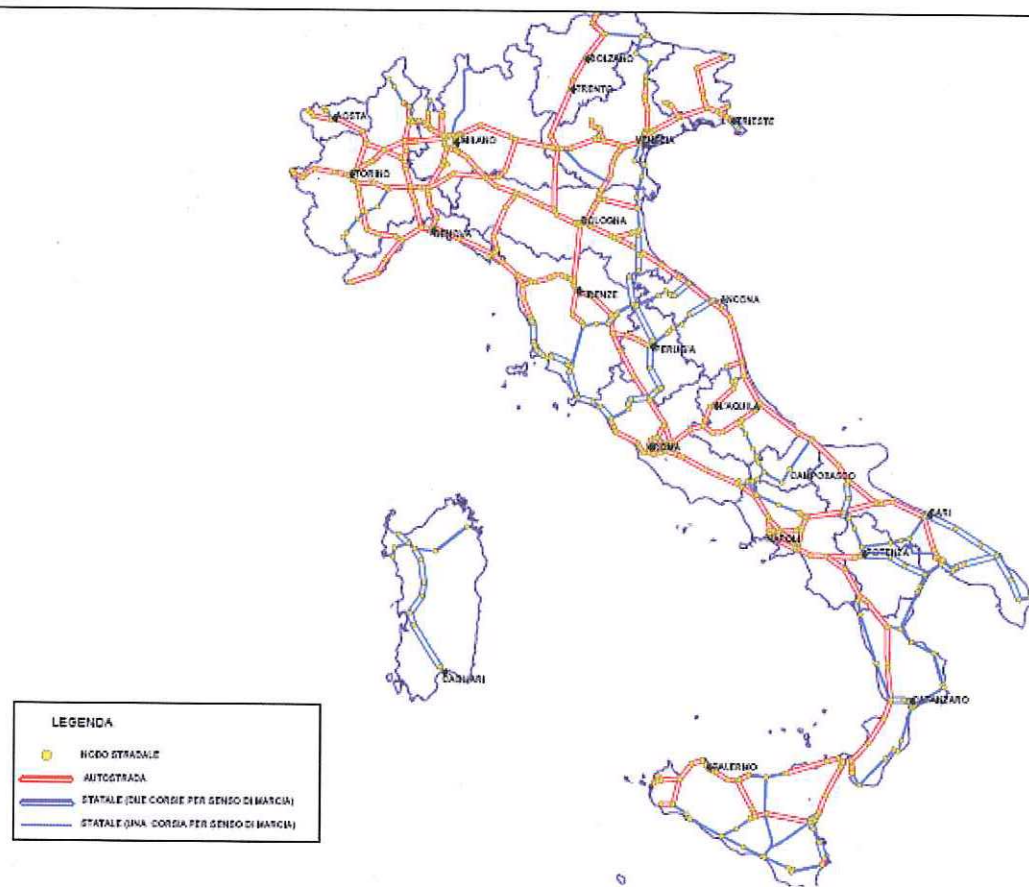 BOLZANO
TRENTO
AOSTA
TRIESTE
MILANO
VENEZIA
TORINO
BOLOGNA
GENOVA
FIRENZE
ANCONA
PERUGIA
L'AQUILA
ROMA
CAMPOBASSO
BARI
NAPOLI
POTENZA
CAGLIARI
CATANZARO
PALERMO
LEGENDA
NODO STRADALE
AUTOSTRADA
STATALE (DUE CORSIE PER SENSO DI MARCIA)
STATALE (UNA CORSIA PER SENSO DI MARCIA)